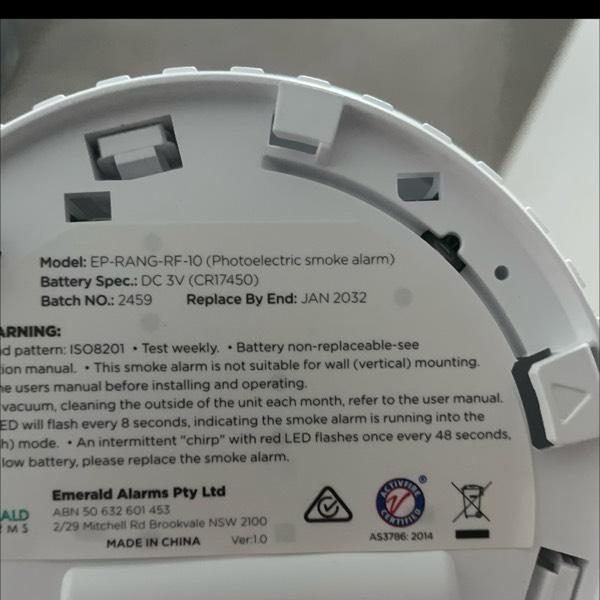 Model: EP-RANG-RF-10 (Photoelectric smoke alarm)
Battery Spec.: DC 3V (CR17450)
Batch NO.: 2459 Replace By End: JAN 2032
ARNING:
d pattern: ISO8201 • Test weekly. • Battery non-replaceable-see
ion manual. • This smoke alarm is not suitable for wall (vertical) mounting.
e users manual before installing and operating.
vacuum, cleaning the outside of the unit each month, refer to the user manual.
ED will flash every 8 seconds, indicating the smoke alarm is running into the
h) mode. • An intermittent "chirp" with red LED flashes once every 48 seconds,
low battery, please replace the smoke alarm.
ALD
RMS
Emerald Alarms Pty Ltd
ABN 50 632 601 453
2/29 Mitchell Rd Brookvale NSW 2100
MADE IN CHINA Ver:1.0
ACTIVFIRE
®
CERTIFIED
AS3786: 2014